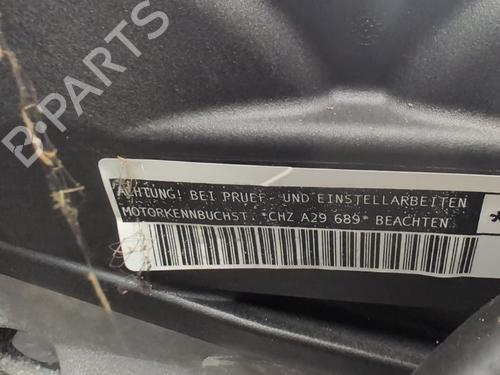 B-PARTS
ACHTUNG! BEI PRUEF- UND EINSTELLARBEITEN
MOTORKENNBUCHST. *CHZ A29 689* BEACHTEN